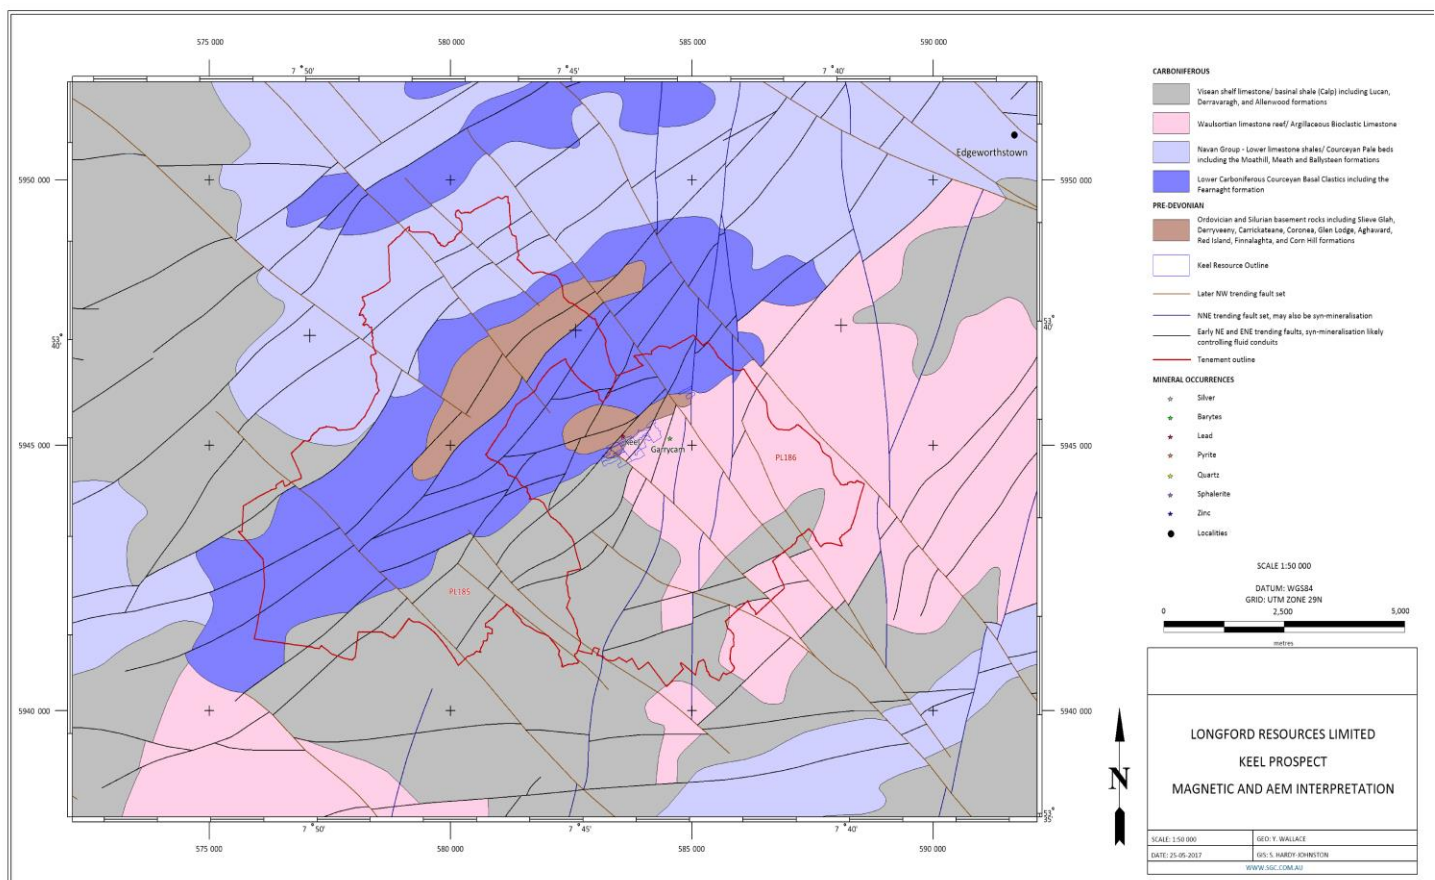 575 000
580 000
585 000
590 000
7 °50'
7 °45'
7 °40'
5950 000
5950 000
5945 000
5945 000
5940 000
5940 000
53°
40'
53°
40'
53°
35'
Edgeworthstown
Keel
Garrycam
PL186
PL185
7 °50'
7 °45'
7 °40'
575 000
580 000
585 000
590 000
N
CARBONIFEROUS
Visean shelf limestone/ basinal shale (Calp) including Lucan,
Derravaragh, and Allenwood formations
Waulsortian limestone reef/ Argillaceous Bioclastic Limestone
Navan Group - Lower limestone shales/ Courceyan Pale beds
including the Moathill, Meath and Ballysteen formations
Lower Carboniferous Courceyan Basal Clastics including the
Fearnaght formation
PRE-DEVONIAN
Ordovician and Silurian basement rocks including Slieve Glah,
Derryveeny, Carrickateane, Coronea, Glen Lodge, Aghaward,
Red Island, Finnalaghta, and Corn Hill formations
Keel Resource Outline
Later NW trending fault set
NNE trending fault set, may also be syn-mineralisation
Early NE and ENE trending faults, syn-mineralisation likely
controlling fluid conduits
Tenement outline
MINERAL OCCURRENCES
Silver
Barytes
Lead
Pyrite
Quartz
Sphalerite
Zinc
Localities
SCALE 1:50 000
DATUM: WGS84
GRID: UTM ZONE 29N
0 2,500 5,000
metres
LONGFORD RESOURCES LIMITED
KEEL PROSPECT
MAGNETIC AND AEM INTERPRETATION
SCALE: 1:50 000 GEO: Y. WALLACE
DATE: 25-05-2017 GIS: S. HARDY-JOHNSTON
WWW.SGC.COM.AU